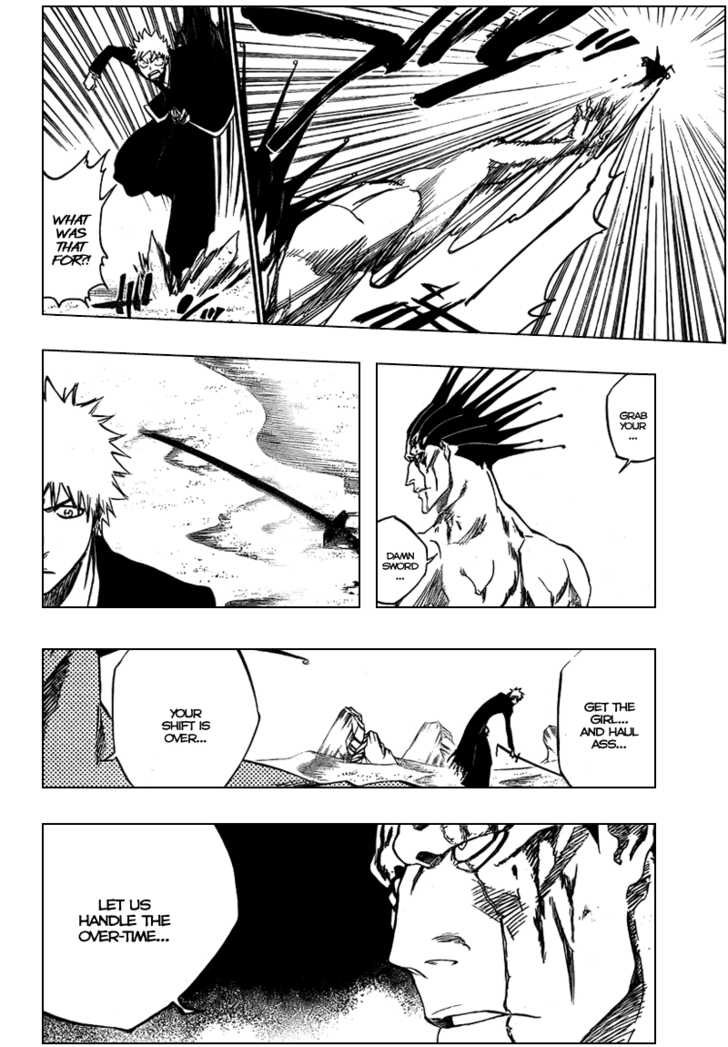 GRAB
YOUR
...
DAMN
SWORD
...
WHAT
WAS
THAT
FOR?!
GET THE
GIRL...
AND HAUL
ASS...
YOUR
SHIFT IS
OVER...
LET US
HANDLE THE
OVER-TIME...